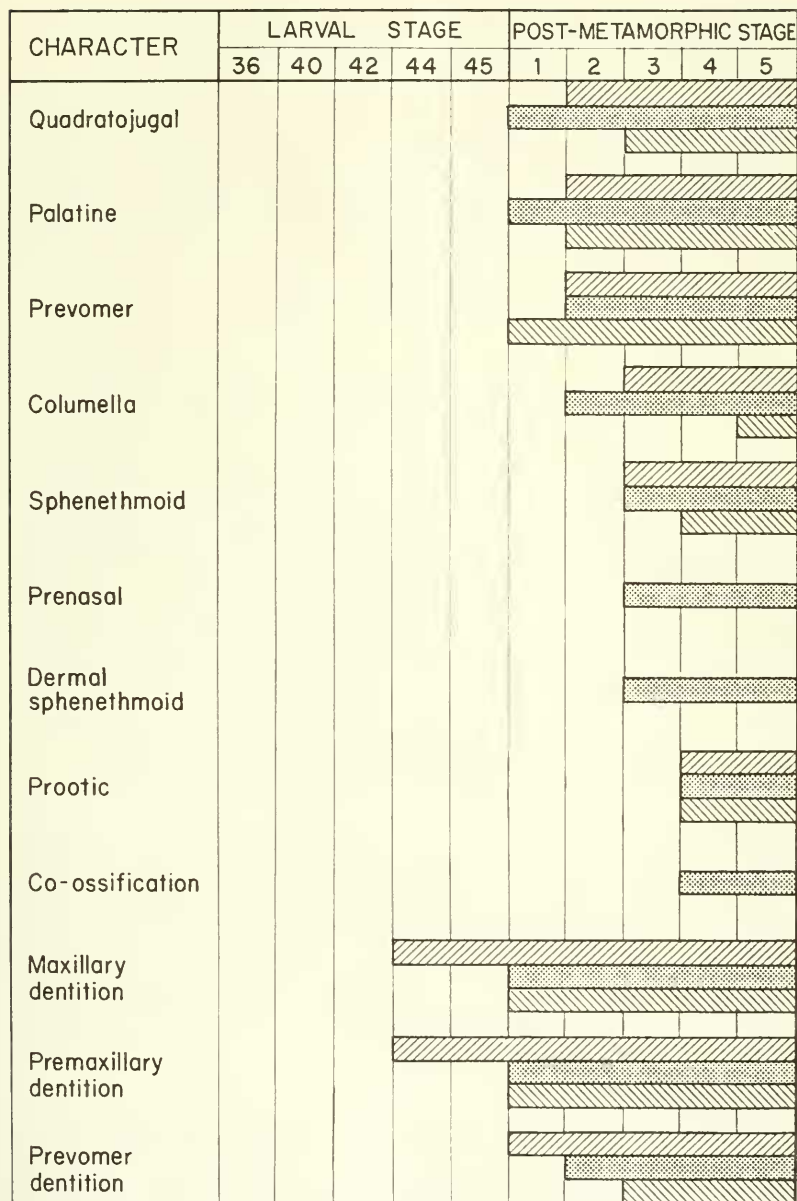 CHARACTER
LARVAL STAGE
POST-METAMORPHIC STAGE
36 40 42 44 45 1 2 3 4 5
Quadratojugal
Palatine
Prevomer
Columella
Sphenethmoid
Prenasal
Dermal
sphenethmoid
Prootic
Co-ossification
Maxillary
dentition
Premaxillary
dentition
Prevomer
dentition